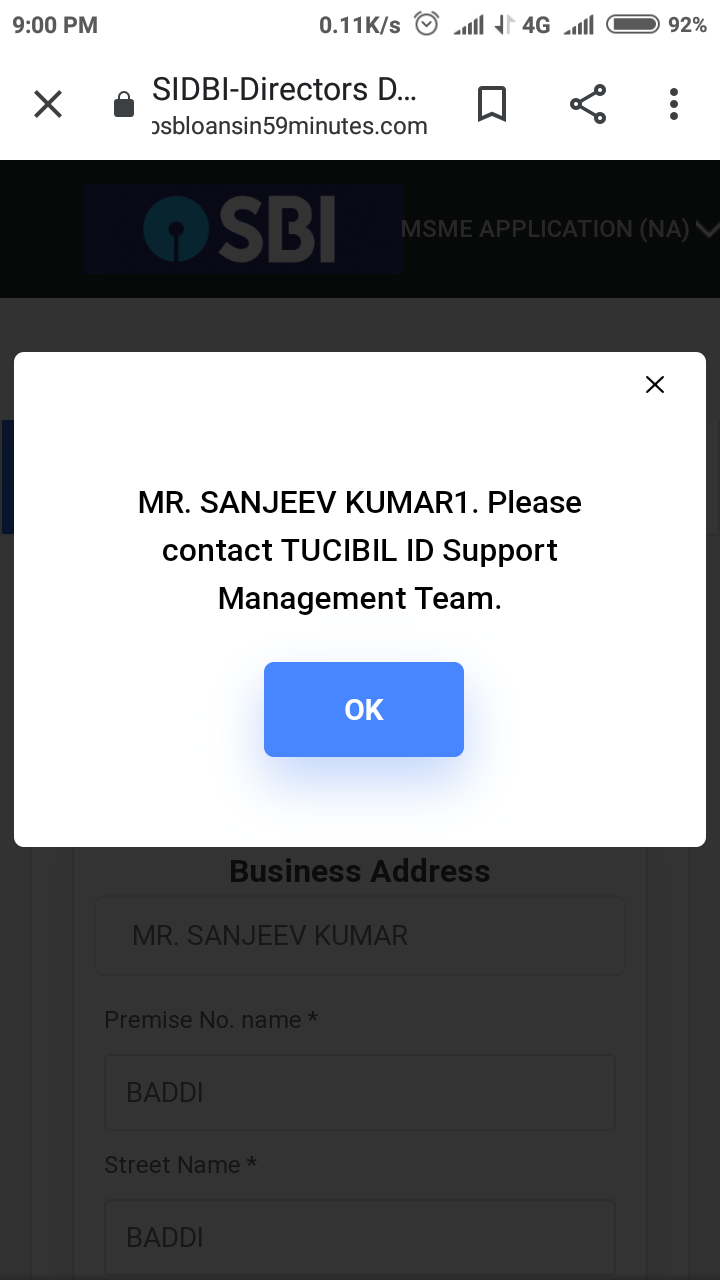 9:00 PM 0.11K/s 4G 92%
SIDBI-Directors D...
psbloansin59minutes.com
SBI MSME APPLICATION (NA)
MR. SANJEEV KUMAR1. Please
contact TUCIBIL ID Support
Management Team.
OK
Business Address
MR. SANJEEV KUMAR
Premise No. name *
BADDI
Street Name *
BADDI